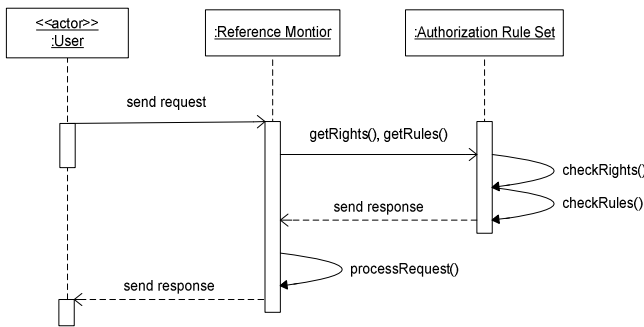 <<actor>>
:User
:Reference Montior
:Authorization Rule Set
send request
getRights(), getRules()
checkRights()
checkRules()
send response
processRequest()
send response